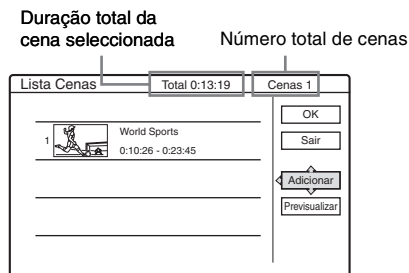 Duração total da
cena seleccionada
Número total de cenas
Lista Cenas
Total 0:13:19
Cenas 1
OK
Sair
Adicionar
Previsualizar
1
World Sports
0:10:26 - 0:23:45